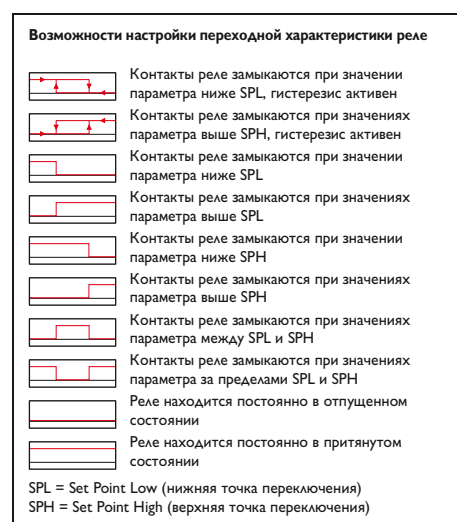 Возможности настройки переходной характеристики реле
Контакты реле замыкаются при значении
параметра ниже SPL, гистерезис активен
Контакты реле замыкаются при значениях
параметра выше SPH, гистерезис активен
Контакты реле замыкаются при значении
параметра ниже SPL
Контакты реле замыкаются при значениях
параметра выше SPL
Контакты реле замыкаются при значении
параметра ниже SPH
Контакты реле замыкаются при значениях
параметра выше SPH
Контакты реле замыкаются при значениях
параметра между SPL и SPH
Контакты реле замыкаются при значениях
параметра за пределами SPL и SPH
Реле находится постоянно в отпущенном
состоянии
Реле находится постоянно в притянутом
состоянии
SPL = Set Point Low (нижняя точка переключения)
SPH = Set Point High (верхняя точка переключения)